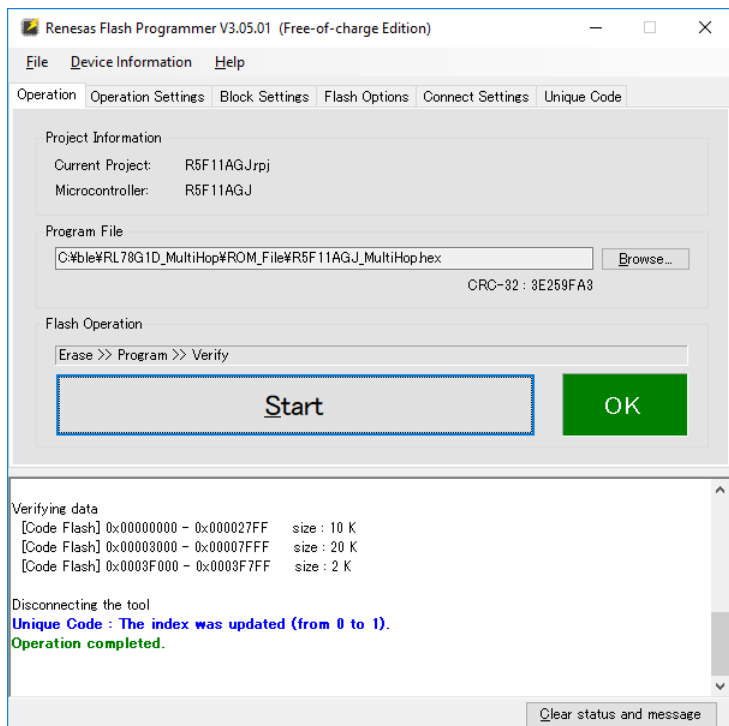 Renesas Flash Programmer V3.05.01 (Free-of-charge Edition)
File Device Information Help
Operation Operation Settings Block Settings Flash Options Connect Settings Unique Code
Project Information
Current Project: R5F11AGJ.rpj
Microcontroller: R5F11AGJ
Program File
C:¥ble¥RL78G1D_MultiHop¥ROM_File¥R5F11AGJ_MultiHop.hex Browse...
CRC-32 : 3E259FA3
Flash Operation
Erase >> Program >> Verify
Start OK
Verifying data
[Code Flash] 0x00000000 - 0x000027FF size : 10 K
[Code Flash] 0x00003000 - 0x00007FFF size : 20 K
[Code Flash] 0x0003F000 - 0x0003F7FF size : 2 K
Disconnecting the tool
Unique Code : The index was updated (from 0 to 1).
Operation completed.
Clear status and message